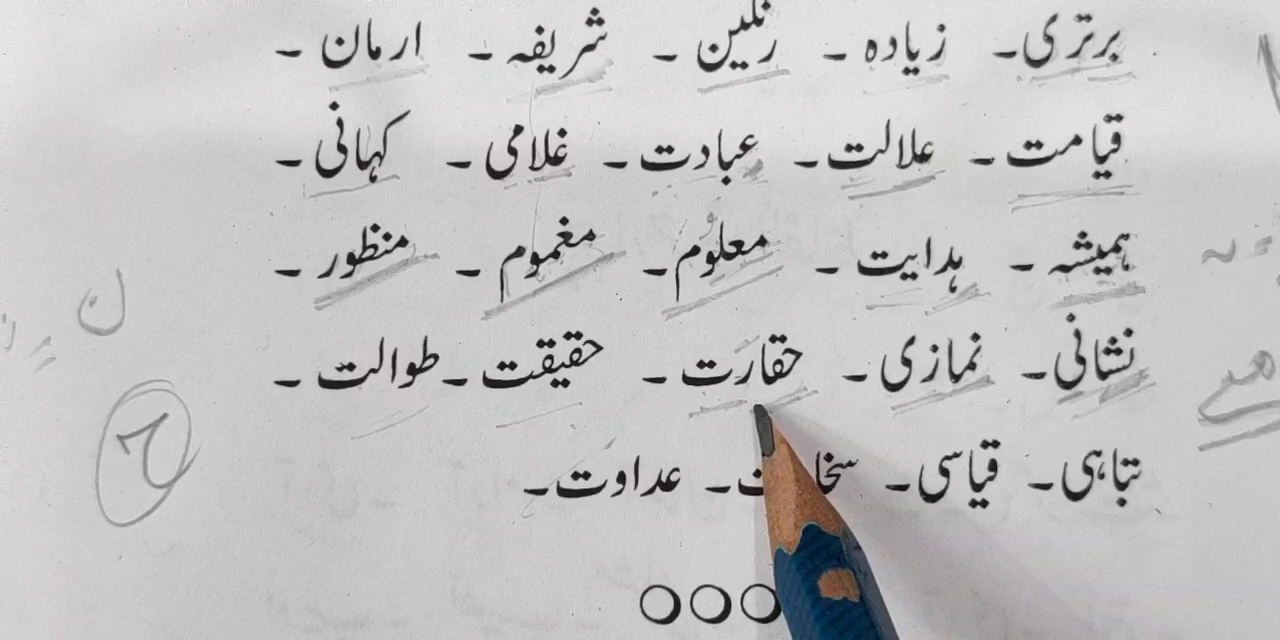 برتری۔ زیادہ ۔ رنگین ۔ شریفہ ۔ ارمان ۔
قیامت ۔ علالت ۔ عبادت ۔ غلامی ۔ کہانی ۔
ہمیشہ ۔ ہدایت ۔ معلوم ۔ مغموم ۔ منظور ۔
نشانی ۔ نمازی ۔ حقارَت ۔ حقیقت ۔ طوالت ۔
تباہی ۔ قیاسی ۔ عداوت ۔